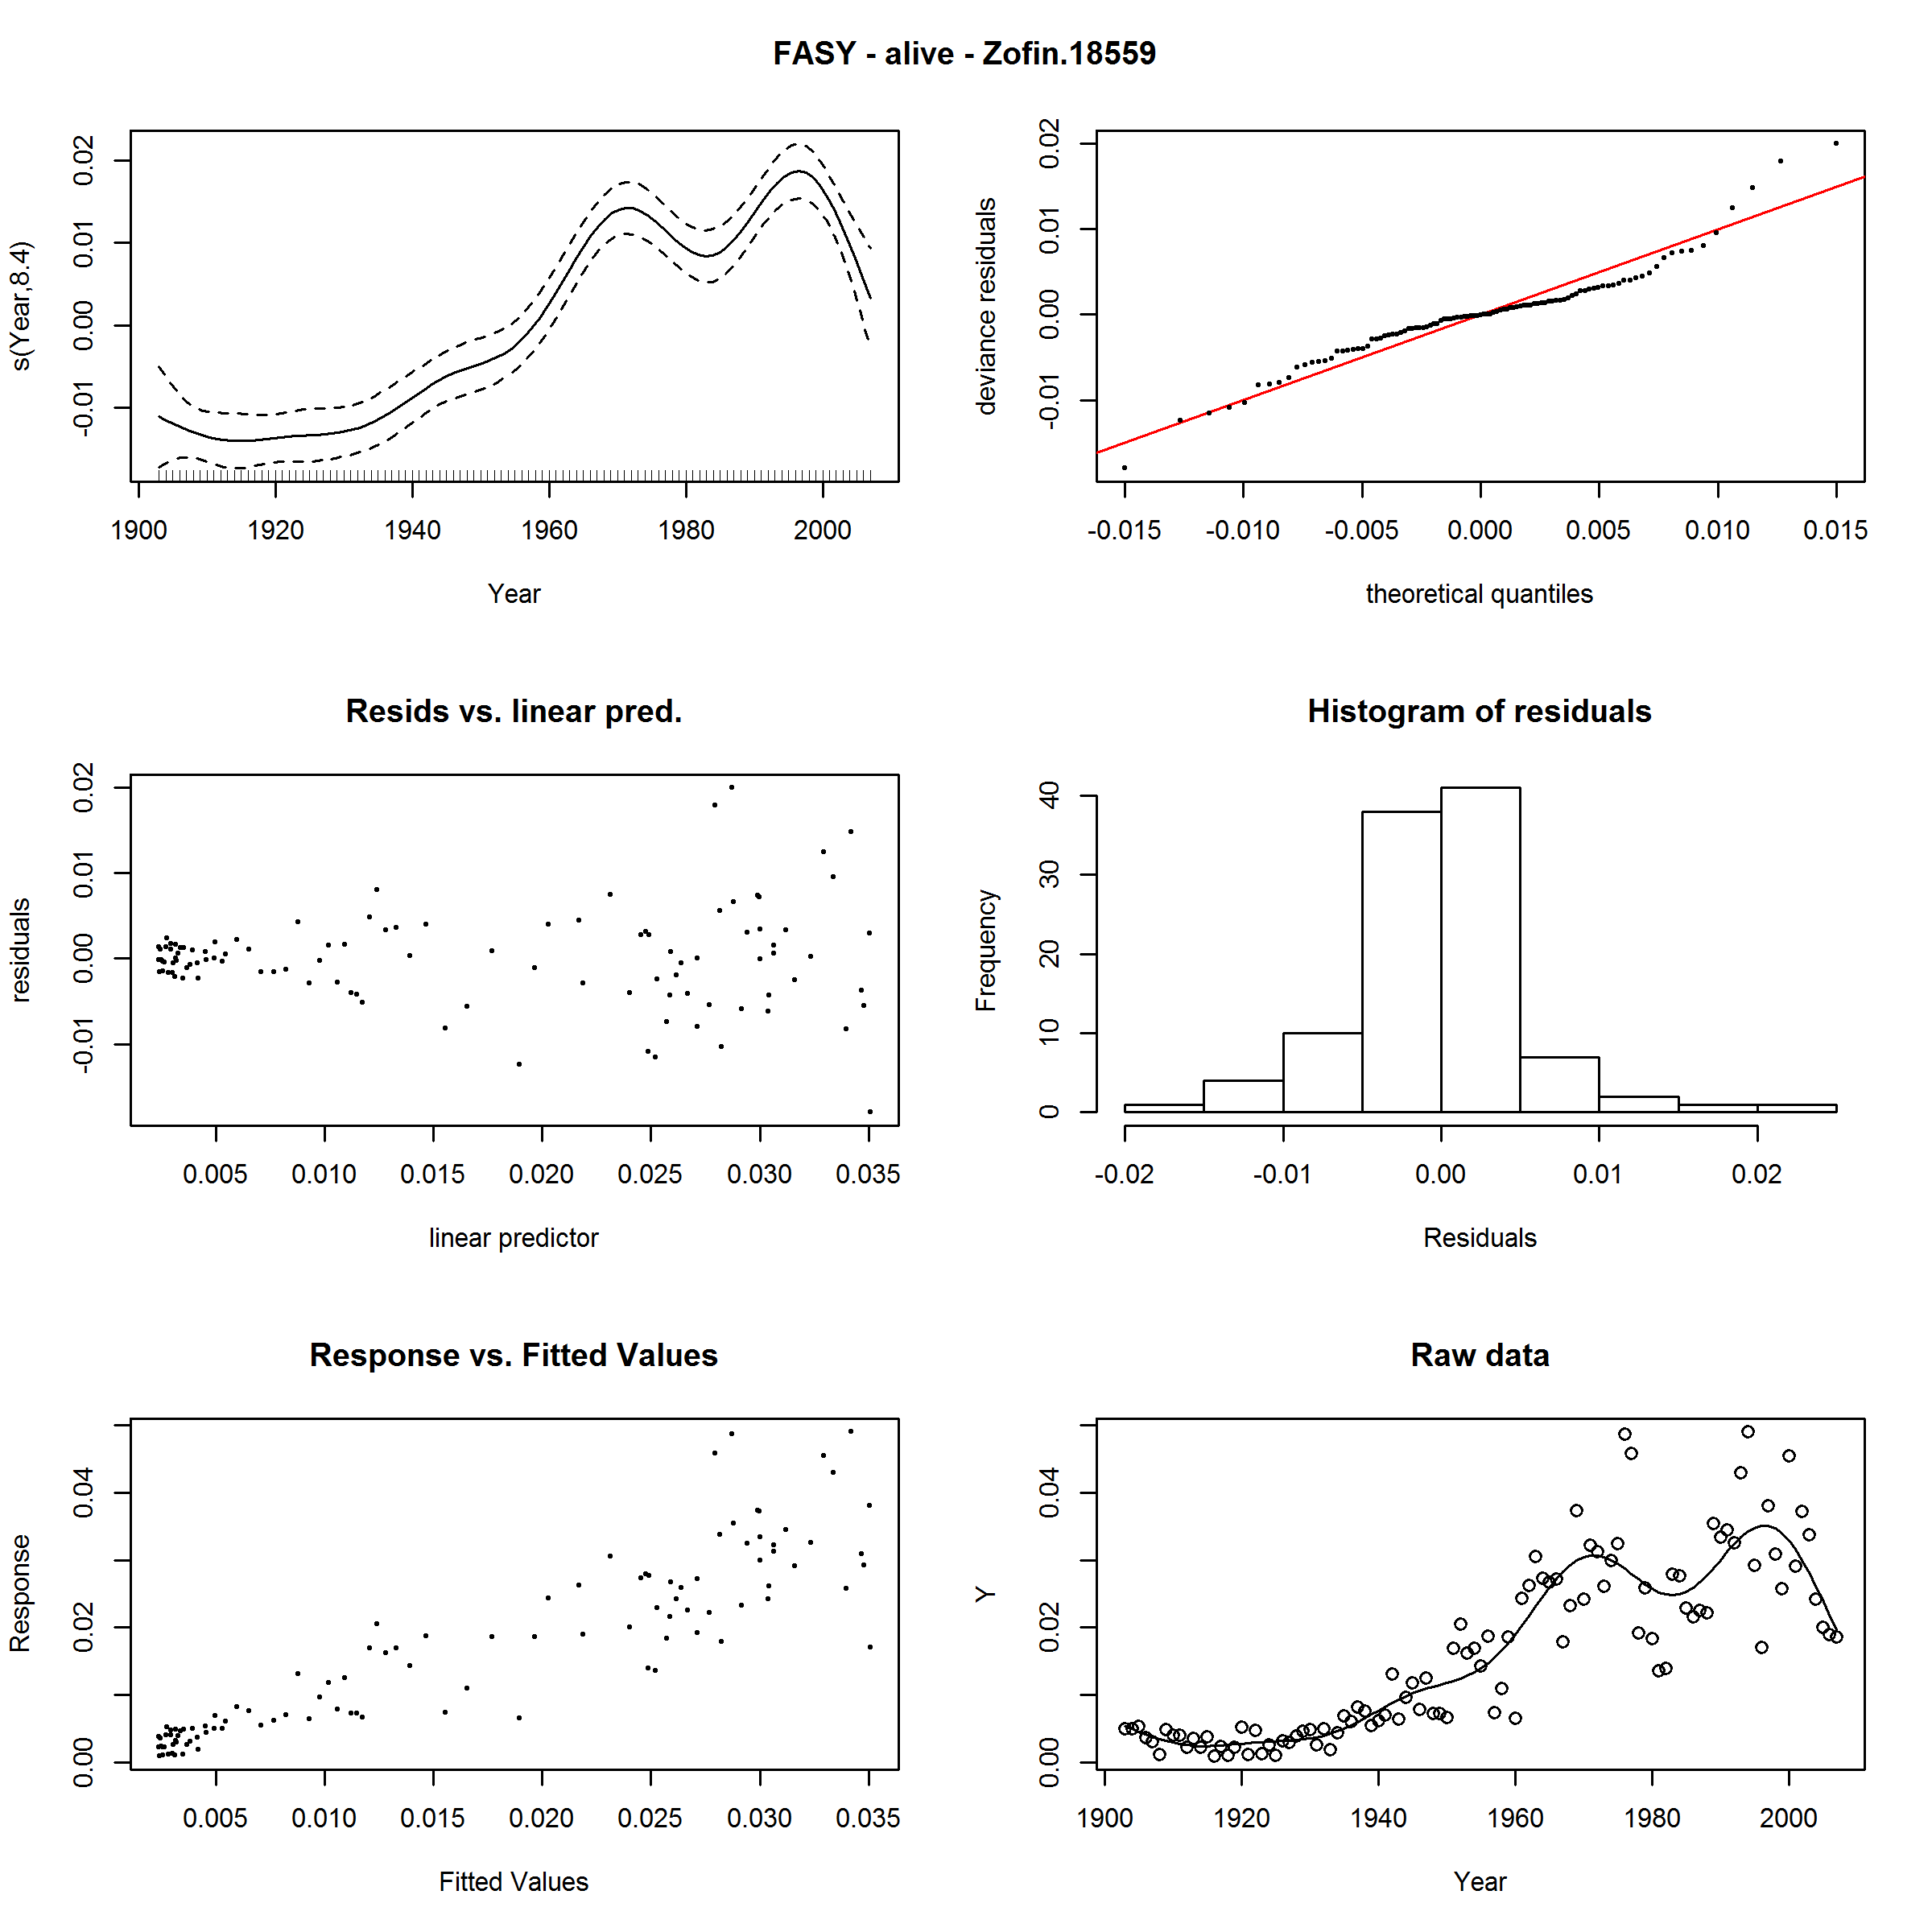 FASY - alive - Zofin.18559
s(Year,8.4)
-0.01 0.00 0.01 0.02
1900 1920 1940 1960 1980 2000
Year
deviance residuals
-0.01 0.00 0.01 0.02
-0.015 -0.010 -0.005 0.000 0.005 0.010 0.015
theoretical quantiles
Resids vs. linear pred.
residuals
-0.01 0.00 0.01 0.02
0.005 0.010 0.015 0.020 0.025 0.030 0.035
linear predictor
Histogram of residuals
Frequency
0 10 20 30 40
-0.02 -0.01 0.00 0.01 0.02
Residuals
Response vs. Fitted Values
Response
0.00 0.02 0.04
0.005 0.010 0.015 0.020 0.025 0.030 0.035
Fitted Values
Raw data
Y
0.00 0.02 0.04
1900 1920 1940 1960 1980 2000
Year